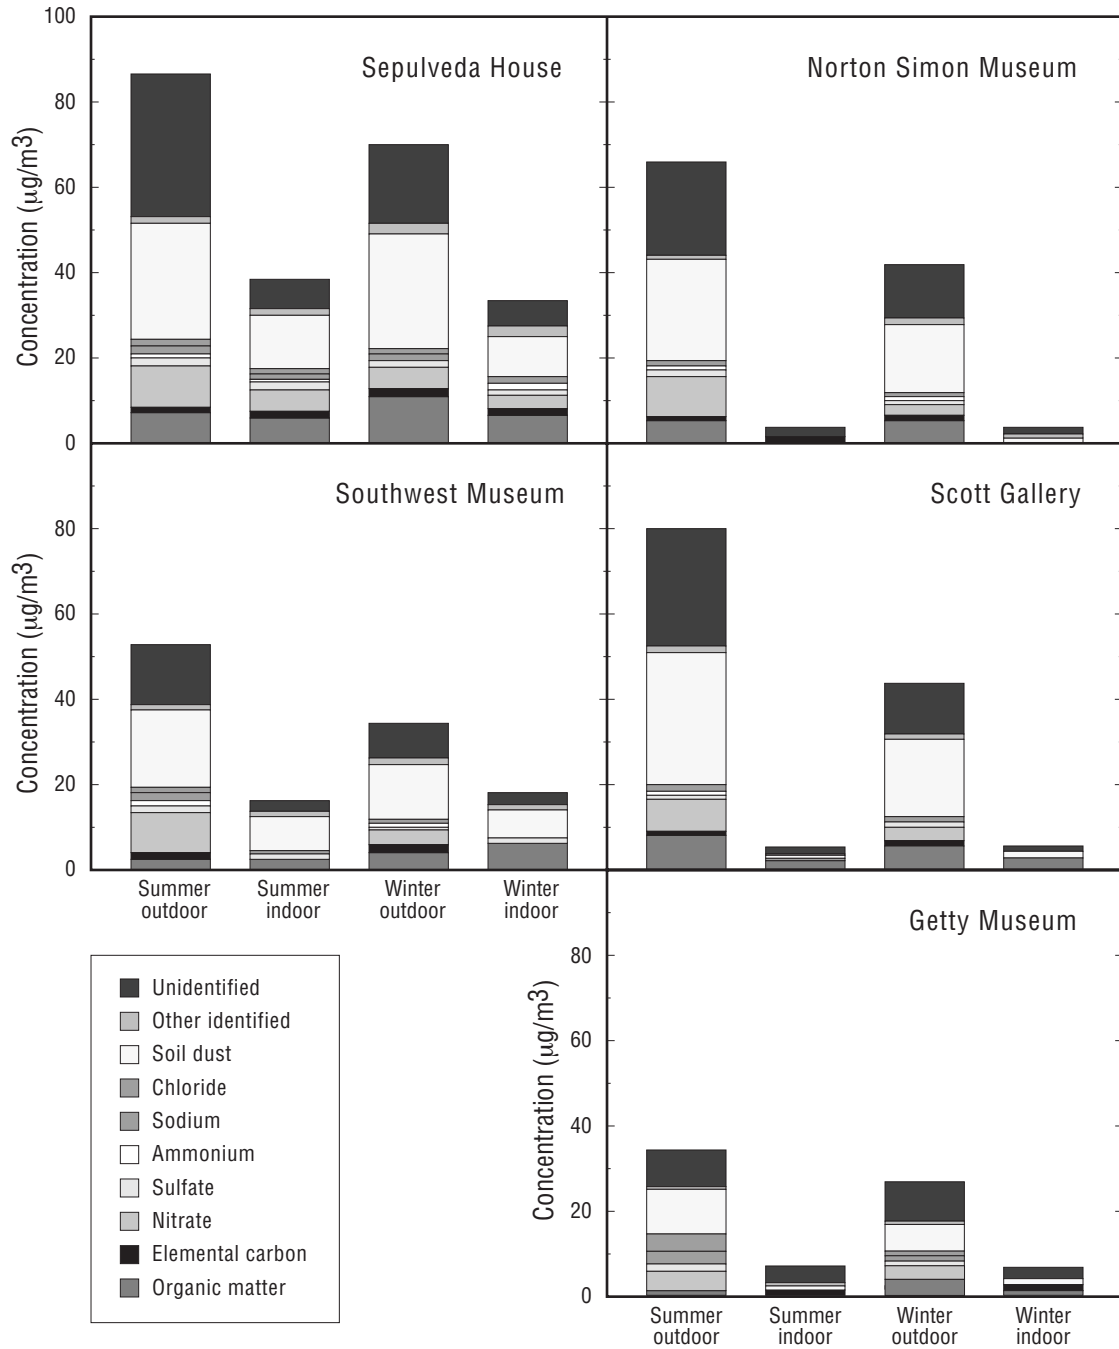 100
80
60
40
20
0
Concentration (µg/m3)
Sepulveda House
Norton Simon Museum
80
60
40
20
0
Concentration (µg/m3)
Southwest Museum
Scott Gallery
Summer outdoor
Summer indoor
Winter outdoor
Winter indoor
Unidentified
Other identified
Soil dust
Chloride
Sodium
Ammonium
Sulfate
Nitrate
Elemental carbon
Organic matter
80
60
40
20
0
Concentration (µg/m3)
Getty Museum
Summer outdoor
Summer indoor
Winter outdoor
Winter indoor